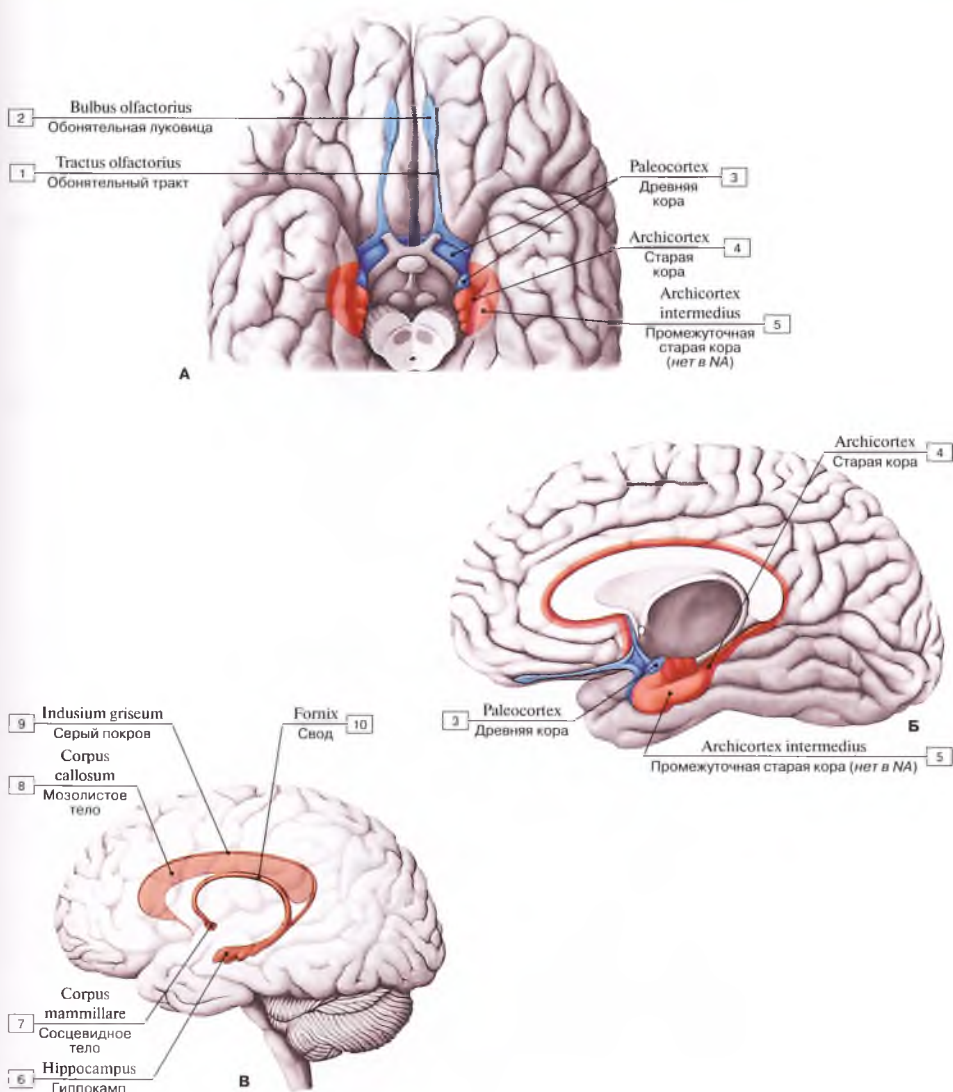 2
Bulbus olfactorius
Обонятельная луковица
1
Tractus olfactorius
Обонятельный тракт
Paleocortex
3
Древняя
кора
Archicortex
4
Старая
кора
Archicortex
intermedius
5
Промежуточная
старая кора
(нет в NA)
А
Archicortex
4
Старая кора
3
Paleocortex
Древняя кора
Б
Archicortex intermedius
5
Промежуточная старая кора (нет в NA)
9
Indusium griseum
Серый покров
Fornix
10
Свод
Corpus
callosum
8
Мозолистое
тело
Corpus
mammillare
7
Сосцевидное
тело
6
Hippocampus
Гиппокамп
В